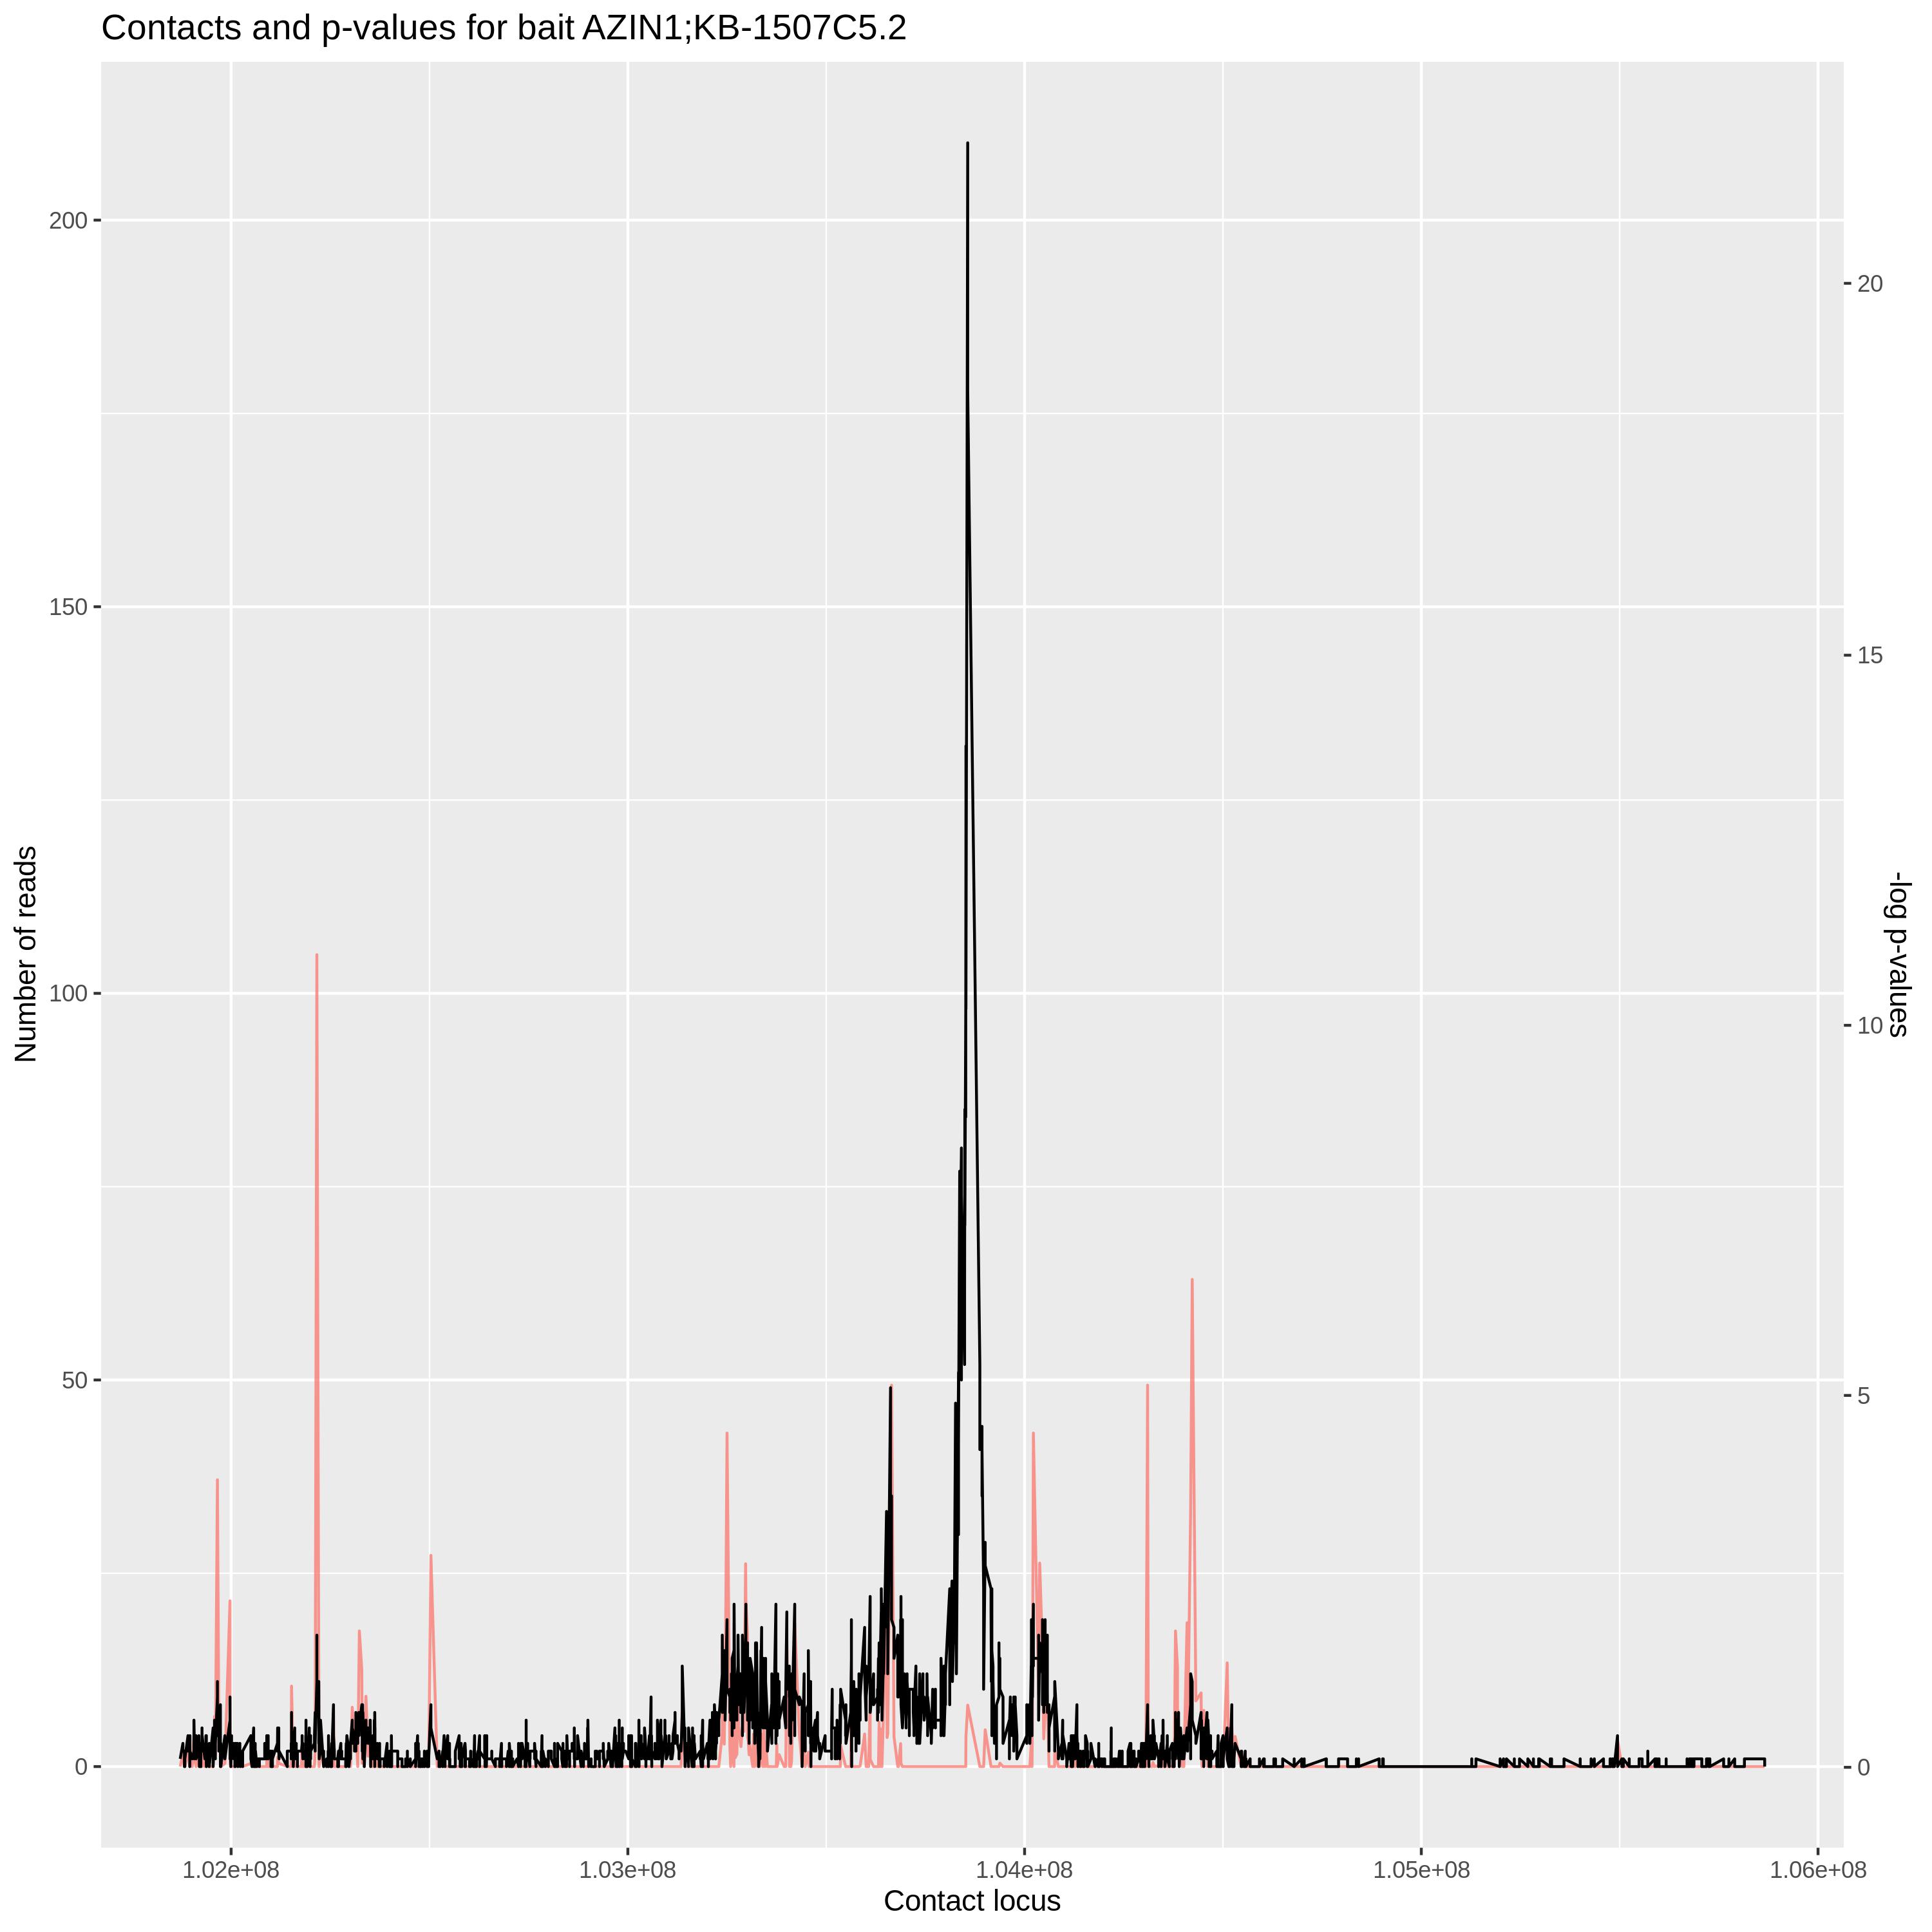 Contacts and p-values for bait AZIN1;KB-1507C5.2
200
150
100
50
0
Number of reads
20
15
10
5
0
-log p-values
1.02e+08
1.03e+08
1.04e+08
1.05e+08
1.06e+08
Contact locus